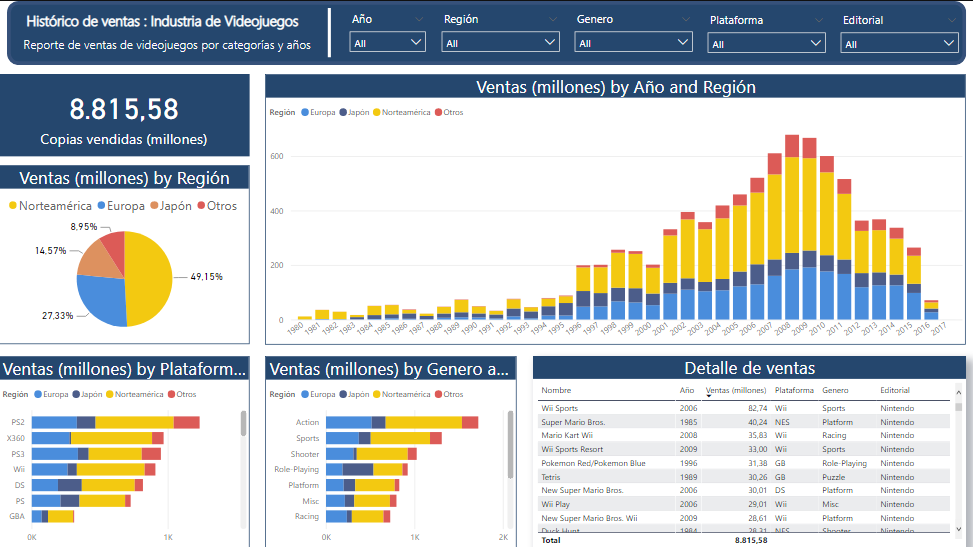 Histórico de ventas : Industria de Videojuegos
Reporte de ventas de videojuegos por categorías y años
Año Región Genero Plataforma Editorial
All All All All All
8.815,58
Copias vendidas (millones)
Ventas (millones) by Región
Norteamérica Europa Japón Otros
8,95%
14,57%
49,15%
27,33%
Ventas (millones) by Año and Región
Región Europa Japón Norteamérica Otros
600
400
200
0
1980 1981 1982 1983 1984 1985 1986 1987 1988 1989 1990 1991 1992 1993 1994 1995 1996 1997 1998 1999 2000 2001 2002 2003 2004 2005 2006 2007 2008 2009 2010 2011 2012 2013 2014 2015 2016 2017
Ventas (millones) by Plataform...
Región Europa Japón Norteamérica Otros
PS2
X360
PS3
Wii
DS
PS
GBA
0K 1K
Ventas (millones) by Genero a...
Región Europa Japón Norteamérica Otros
Action
Sports
Shooter
Role-Playing
Platform
Misc
Racing
0K 1K 2K
Detalle de ventas
Nombre Año Ventas (millones) Plataforma Genero Editorial
Wii Sports 2006 82,74 Wii Sports Nintendo
Super Mario Bros. 1985 40,24 NES Platform Nintendo
Mario Kart Wii 2008 35,83 Wii Racing Nintendo
Wii Sports Resort 2009 33,00 Wii Sports Nintendo
Pokemon Red/Pokemon Blue 1996 31,38 GB Role-Playing Nintendo
Tetris 1989 30,26 GB Puzzle Nintendo
New Super Mario Bros. 2006 30,01 DS Platform Nintendo
Wii Play 2006 29,01 Wii Misc Nintendo
New Super Mario Bros. Wii 2009 28,61 Wii Platform Nintendo
Duck Hunt 1984 28,31 NES Shooter Nintendo
Total 8.815,58